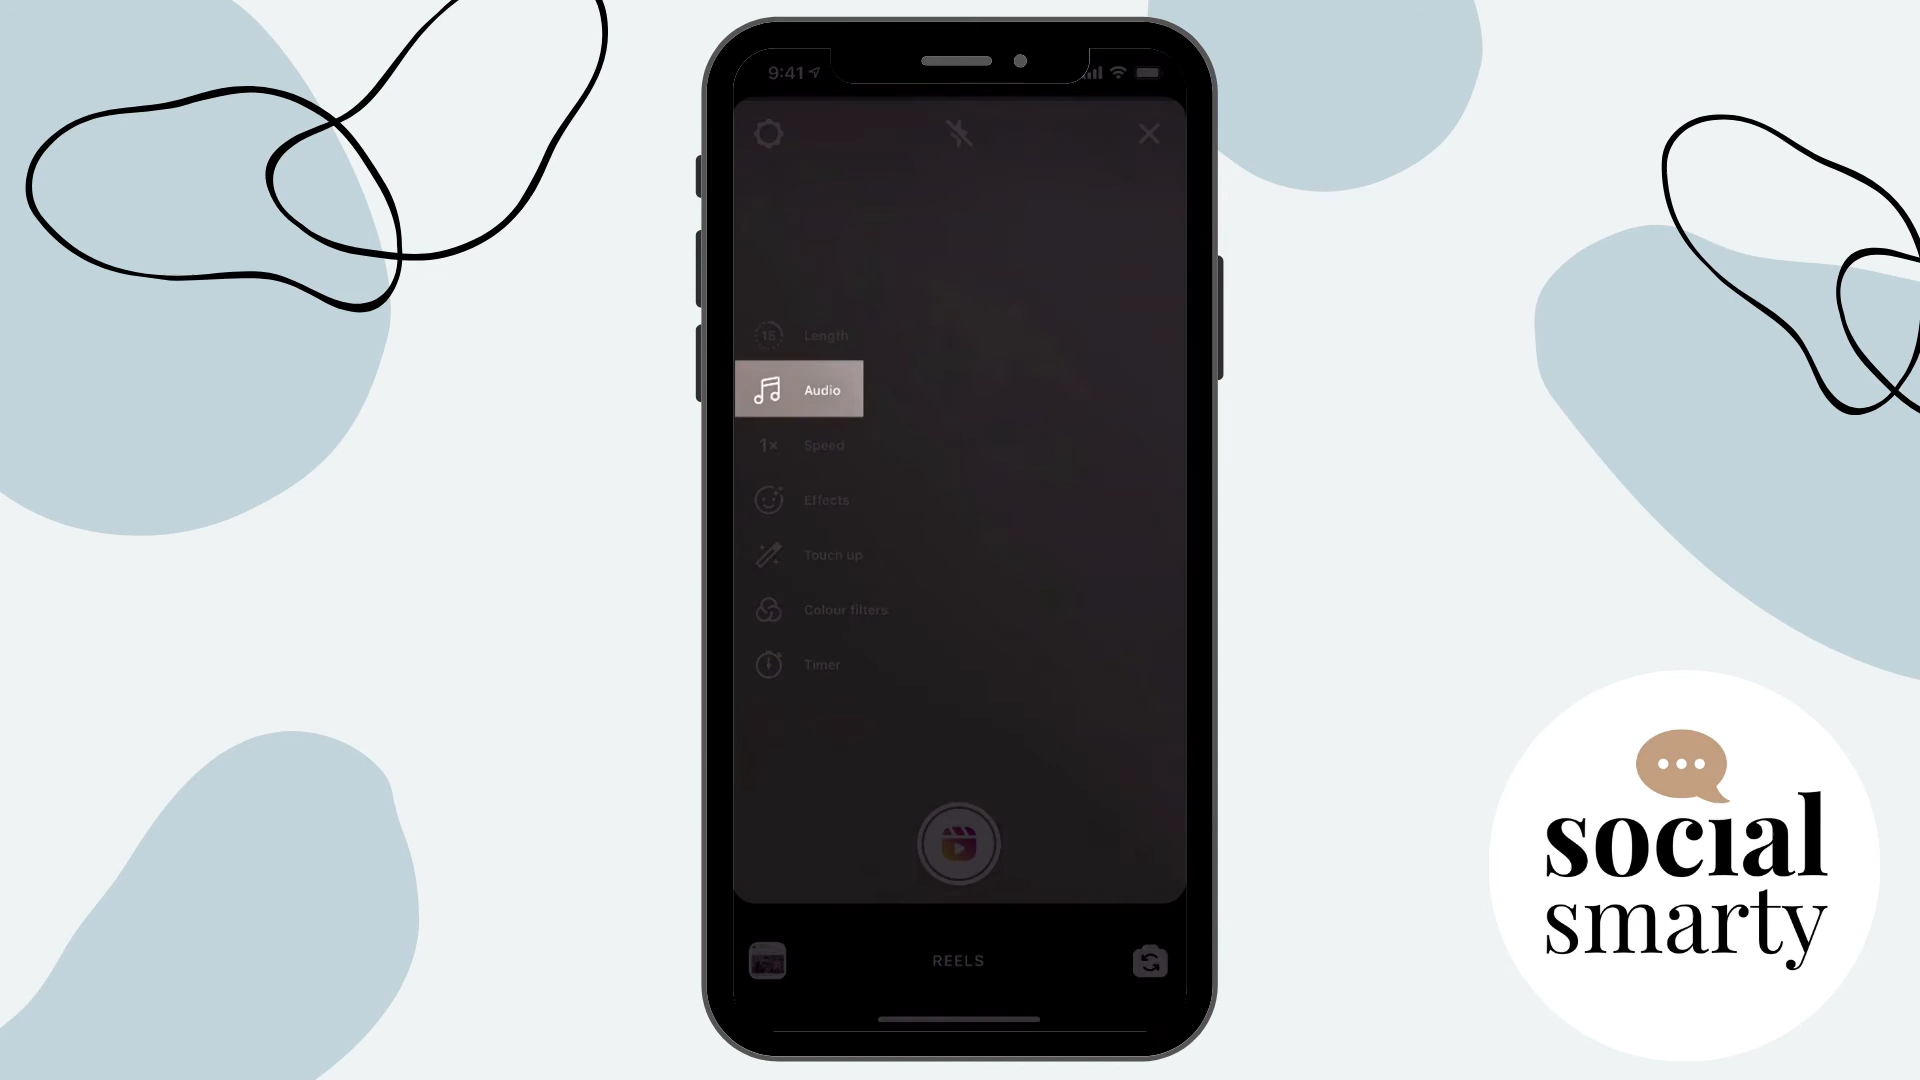 9:41
15 Length
Audio
1× Speed
Effects
Touch up
Colour filters
Timer
REELS
social
smarty